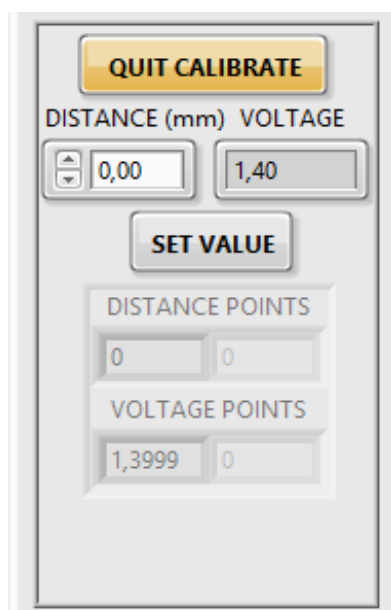 QUIT CALIBRATE
DISTANCE (mm) VOLTAGE
0,00 1,40
SET VALUE
DISTANCE POINTS
0 0
VOLTAGE POINTS
1,3999 0